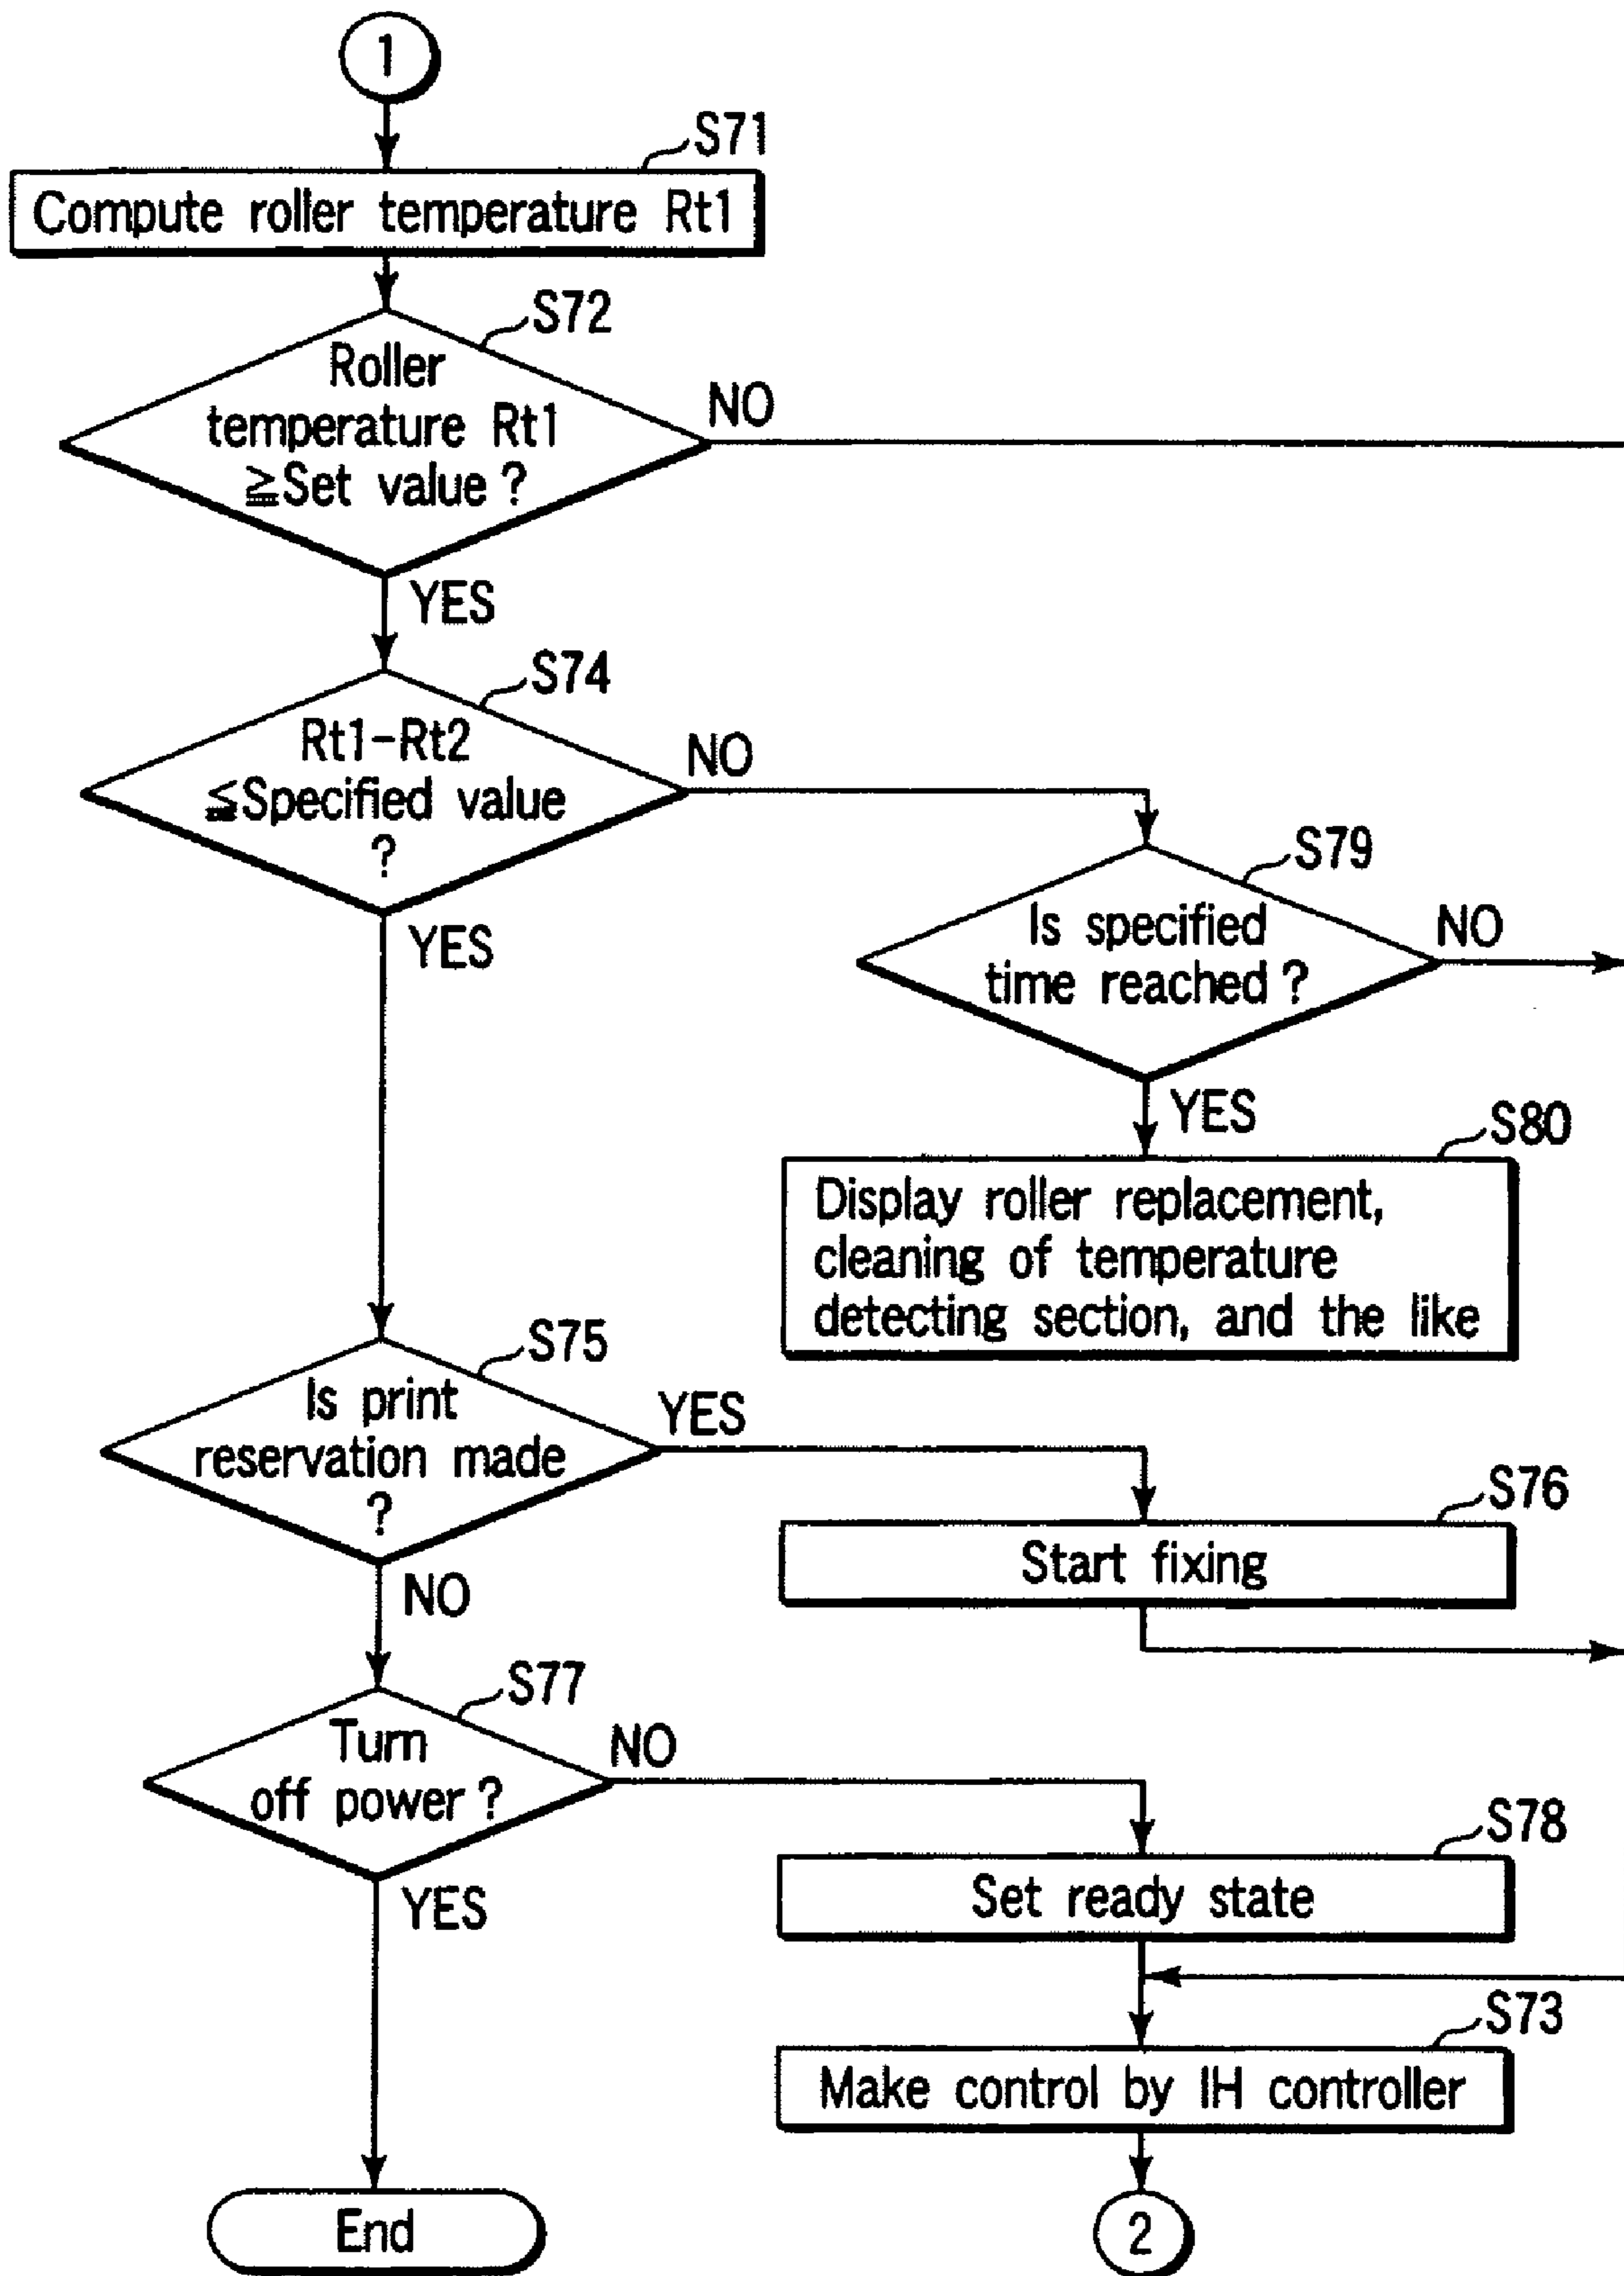 1
S71
Compute roller temperature Rt1
S72
Roller
temperature Rt1
≧Set value?
NO
YES
S74
Rt1-Rt2
≦Specified value
?
NO
YES
S79
Is specified
time reached?
NO
YES
S80
Display roller replacement,
cleaning of temperature
detecting section, and the like
S75
Is print
reservation made
?
YES
NO
S76
Start fixing
S77
Turn
off power?
NO
YES
S78
Set ready state
S73
Make control by IH controller
End
2